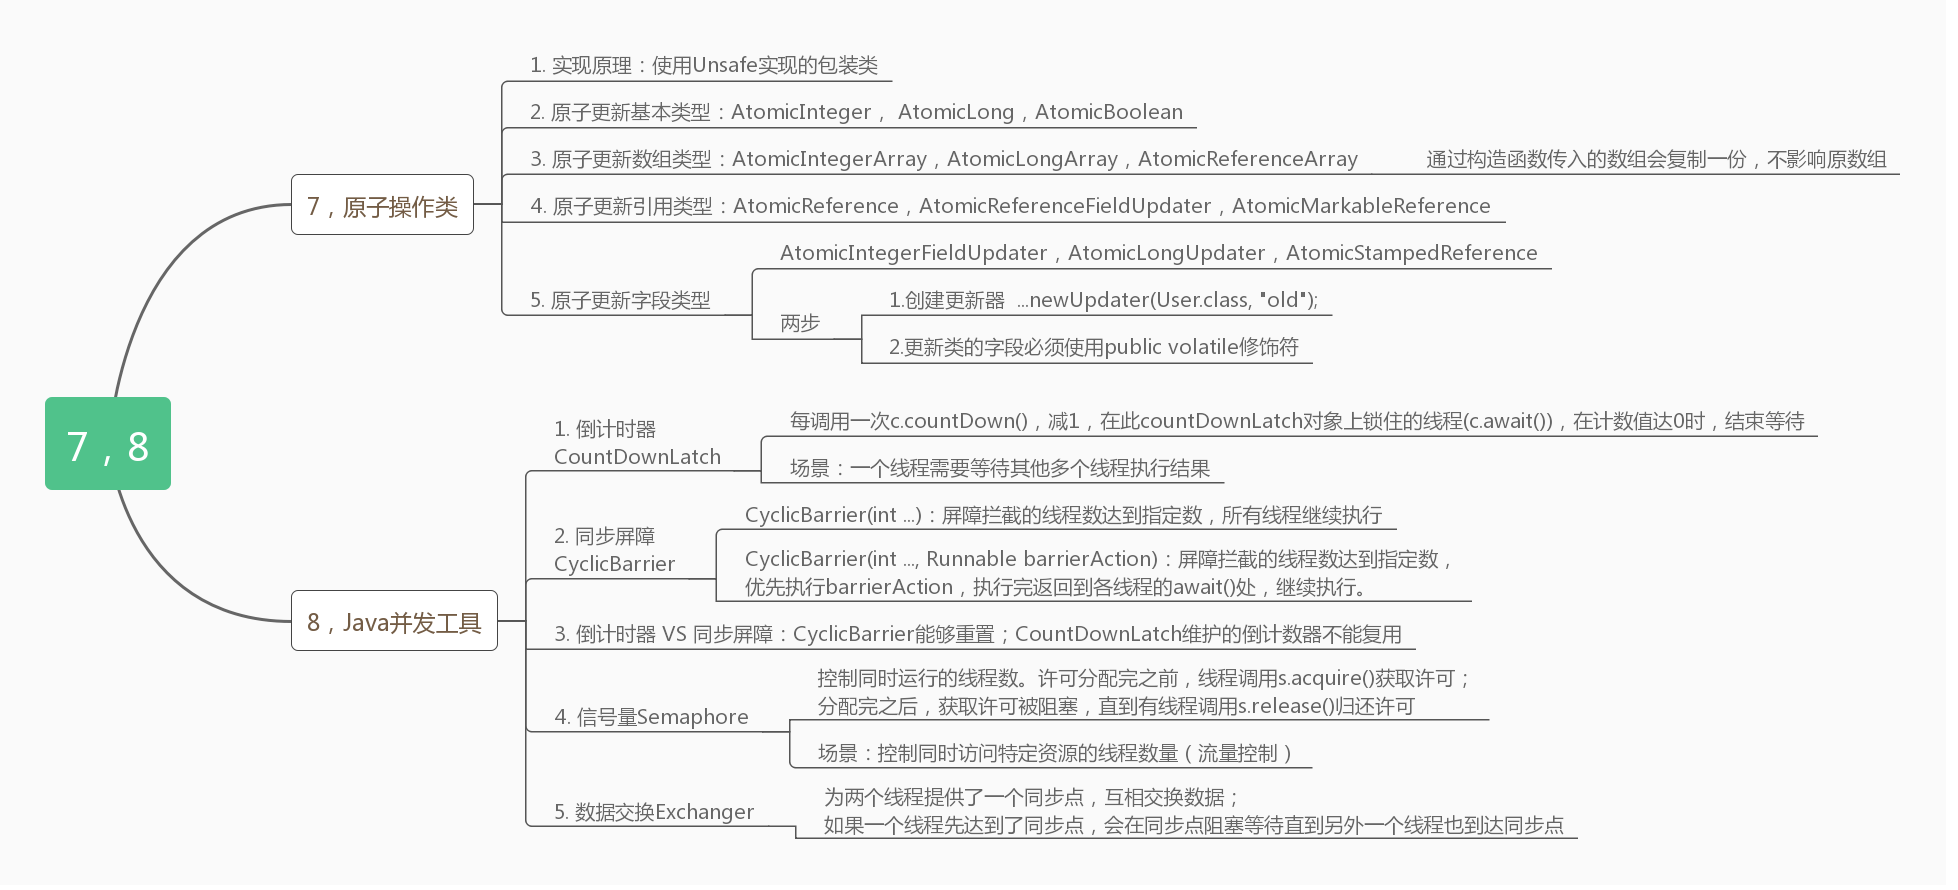 7，8
7，原子操作类
1. 实现原理：使用Unsafe实现的包装类
2. 原子更新基本类型：AtomicInteger， AtomicLong，AtomicBoolean
3. 原子更新数组类型：AtomicIntegerArray，AtomicLongArray，AtomicReferenceArray
通过构造函数传入的数组会复制一份，不影响原数组
4. 原子更新引用类型：AtomicReference，AtomicReferenceFieldUpdater，AtomicMarkableReference
5. 原子更新字段类型
AtomicIntegerFieldUpdater，AtomicLongUpdater，AtomicStampedReference
两步
1.创建更新器  ...newUpdater(User.class, "old");
2.更新类的字段必须使用public volatile修饰符
8，Java并发工具
1. 倒计时器
CountDownLatch
每调用一次c.countDown()，减1，在此countDownLatch对象上锁住的线程(c.await())，在计数值达0时，结束等待
场景：一个线程需要等待其他多个线程执行结果
2. 同步屏障
CyclicBarrier
CyclicBarrier(int ...)：屏障拦截的线程数达到指定数，所有线程继续执行
CyclicBarrier(int ..., Runnable barrierAction)：屏障拦截的线程数达到指定数，
优先执行barrierAction，执行完返回到各线程的await()处，继续执行。
3. 倒计时器 VS 同步屏障：CyclicBarrier能够重置；CountDownLatch维护的倒计数器不能复用
4. 信号量Semaphore
控制同时运行的线程数。许可分配完之前，线程调用s.acquire()获取许可；
分配完之后，获取许可被阻塞，直到有线程调用s.release()归还许可
场景：控制同时访问特定资源的线程数量（流量控制）
5. 数据交换Exchanger
为两个线程提供了一个同步点，互相交换数据；
如果一个线程先达到了同步点，会在同步点阻塞等待直到另外一个线程也到达同步点